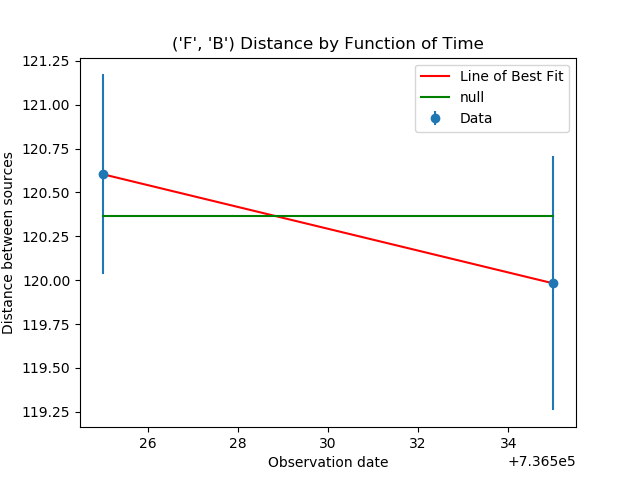 ('F', 'B') Distance by Function of Time
Distance between sources
121.25
121.00
120.75
120.50
120.25
120.00
119.75
119.50
119.25
Line of Best Fit
null
Data
26 28 30 32 34
Observation date
+7.365e5